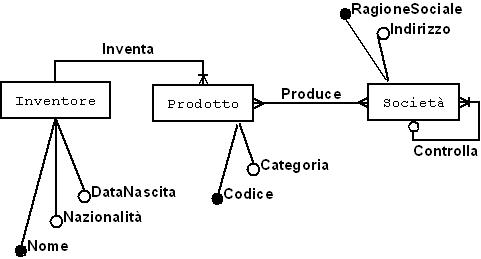 RagioneSociale
Indirizzo
Inventa
Inventore
Prodotto
Produce
Società
Controlla
Categoria
Codice
DataNascita
Nazionalità
Nome